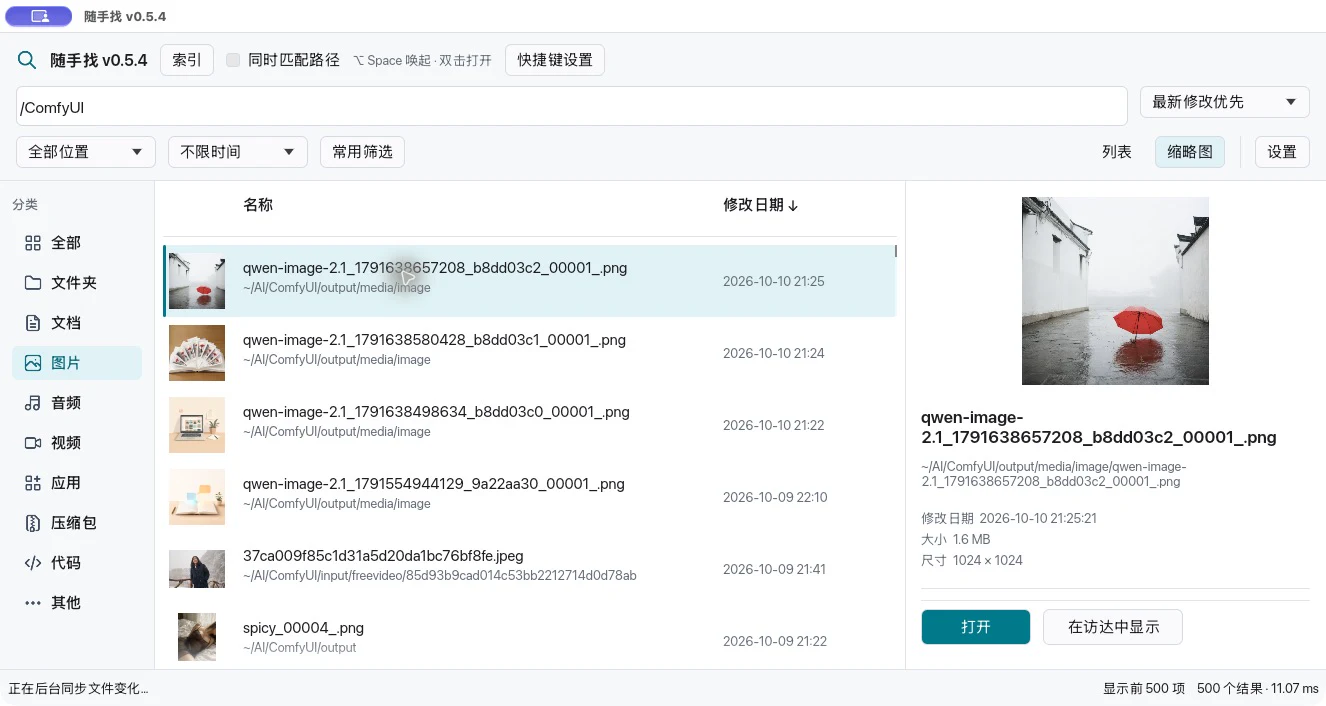 随手找 v0.5.4
随手找 v0.5.4 索引 同时匹配路径 ⌥ Space 唤起 · 双击打开 快捷键设置
/ComfyUI 最新修改优先
全部位置 不限时间 常用筛选 列表 缩略图 设置
分类
全部
文件夹
文档
图片
音频
视频
应用
压缩包
代码
其他
名称 修改日期 ↓
qwen-image-2.1_1791638657208_b8dd03c2_00001_.png
~/AI/ComfyUI/output/media/image
2026-10-10 21:25
qwen-image-2.1_1791638580428_b8dd03c1_00001_.png
~/AI/ComfyUI/output/media/image
2026-10-10 21:24
qwen-image-2.1_1791638498634_b8dd03c0_00001_.png
~/AI/ComfyUI/output/media/image
2026-10-10 21:22
qwen-image-2.1_1791554944129_9a22aa30_00001_.png
~/AI/ComfyUI/output/media/image
2026-10-09 22:10
37ca009f85c1d31a5d20da1bc76bf8fe.jpeg
~/AI/ComfyUI/input/freevideo/85d93b9cad014c53bb2212714d0d78ab
2026-10-09 21:41
spicy_00004_.png
~/AI/ComfyUI/output
2026-10-09 21:22
qwen-image-
2.1_1791638657208_b8dd03c2_00001_.png
~/AI/ComfyUI/output/media/image/qwen-image-
2.1_1791638657208_b8dd03c2_00001_.png
修改日期 2026-10-10 21:25:21
大小 1.6 MB
尺寸 1024 × 1024
打开 在访达中显示
正在后台同步文件变化... 显示前 500 项 500 个结果 · 11.07 ms